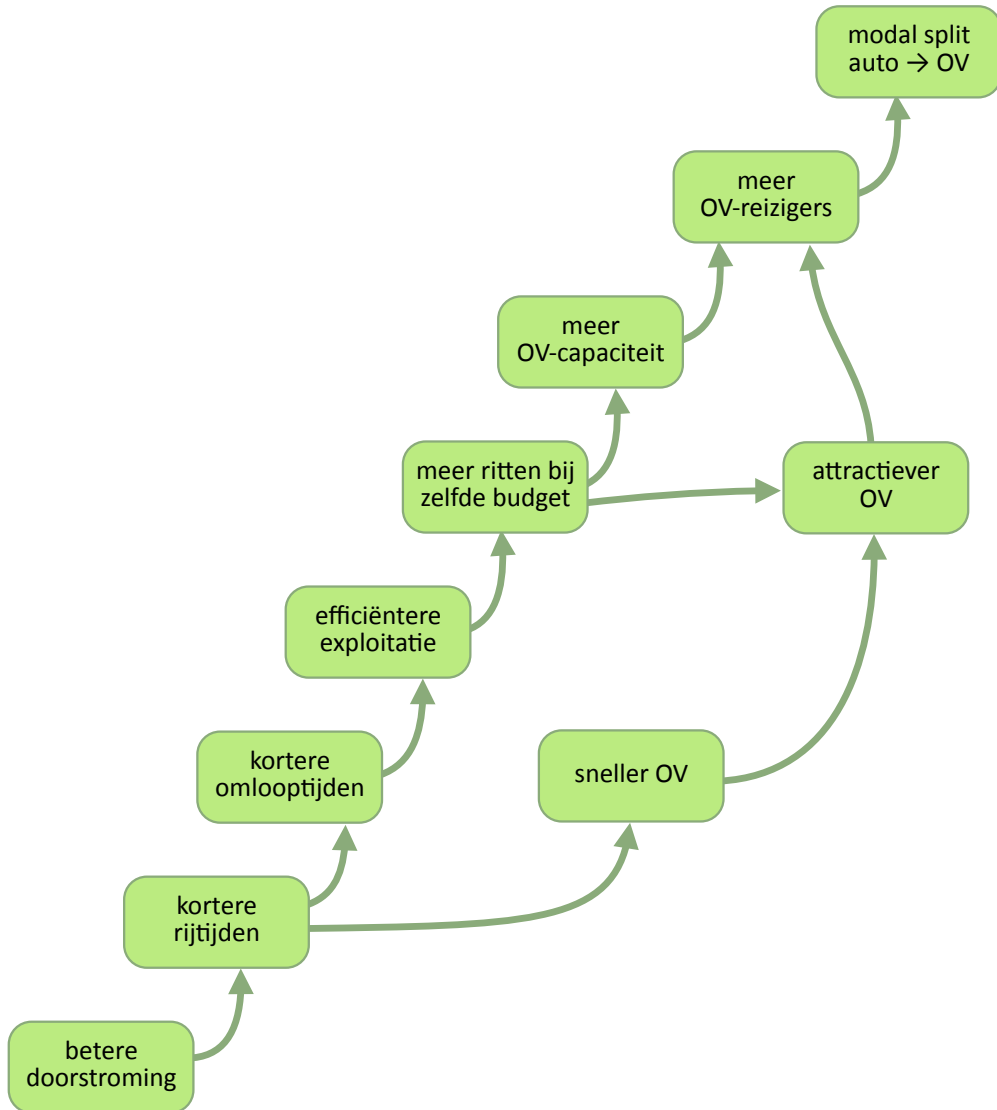 modal split
auto → OV
meer
OV-reizigers
meer
OV-capaciteit
meer ritten bij
zelfde budget
attractiever
OV
efficiëntere
exploitatie
kortere
omlooptijden
sneller OV
kortere
rijtijden
betere
doorstroming